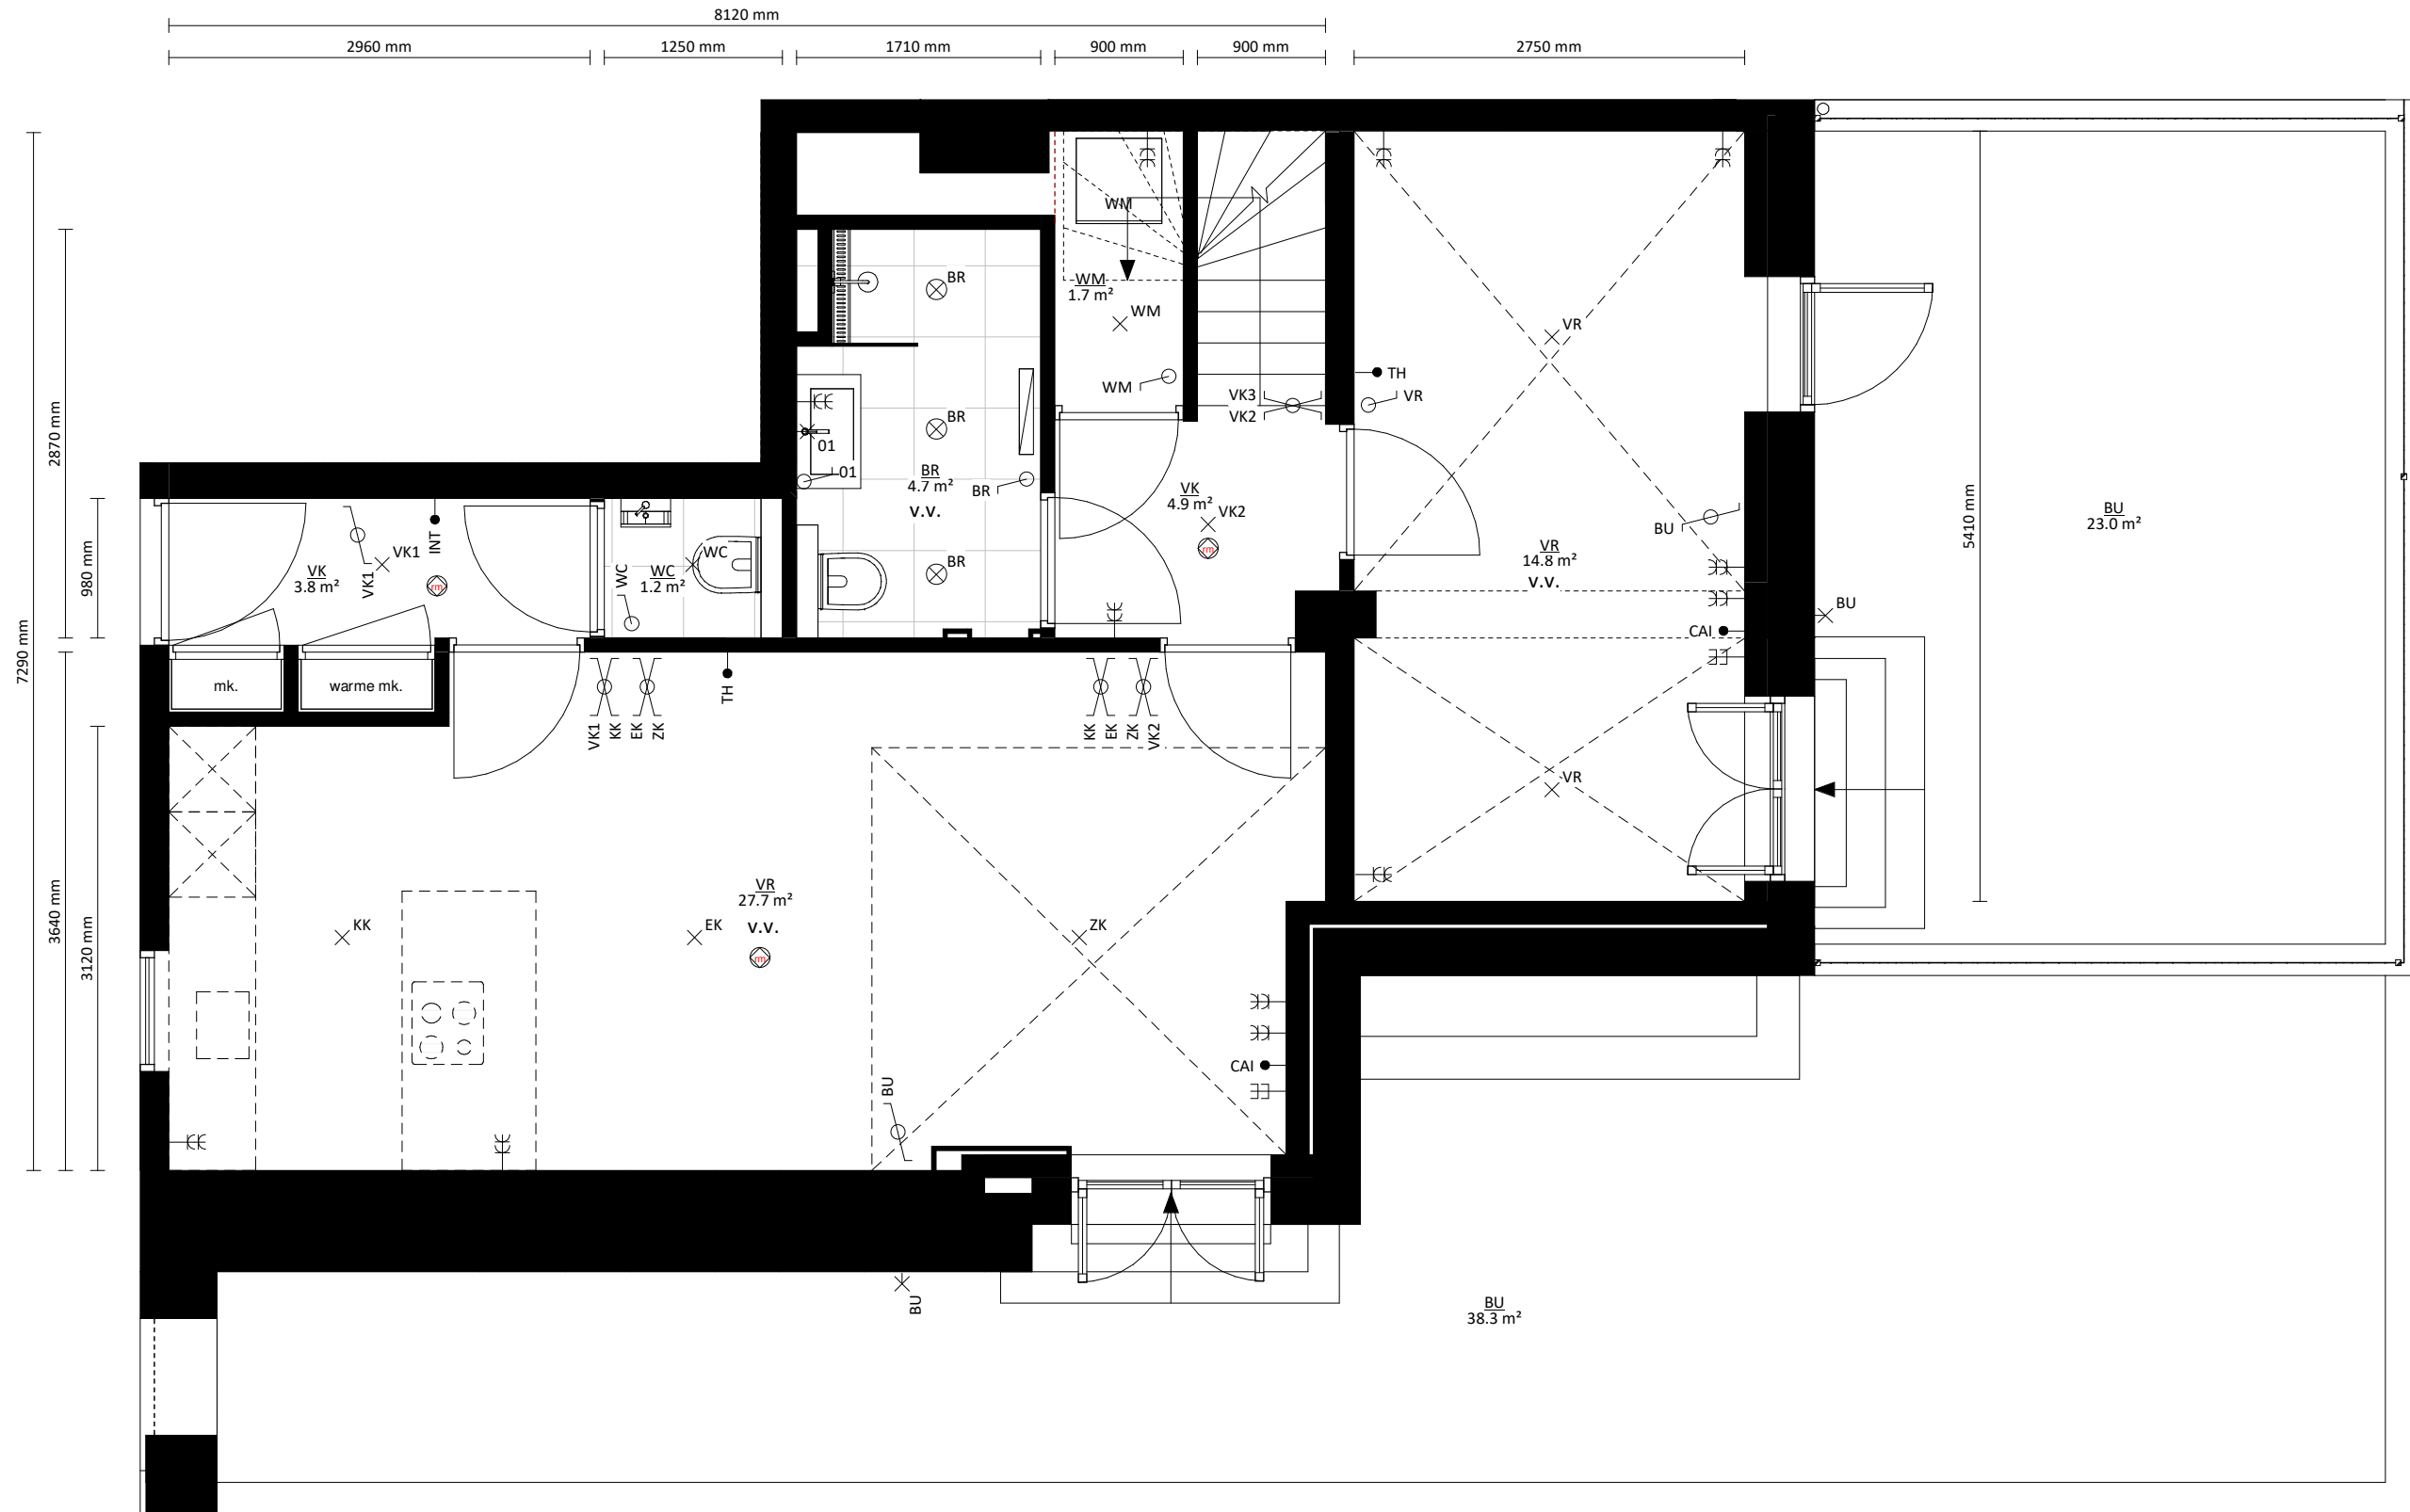 8120 mm
2960 mm
1250 mm
1710 mm
900 mm
900 mm
2750 mm
7290 mm
2870 mm
980 mm
3640 mm
3120 mm
5410 mm
WM
WM
1.7 m²
WM
WM
BR
BR
BR
4.7 m²
v.v.
BR
BR
01
01
VK3
VK2
VK
4.9 m²
VK2
rm
TH
VR
VR
BU
VR
14.8 m²
v.v.
CAI
BU
VR
BU
23.0 m²
VK
3.8 m²
VK1
VK1
INT
rm
WC
WC
1.2 m²
WC
mk.
warme mk.
VK1
KK
EK
ZK
TH
KK
EK
ZK
VK2
KK
EK
VR
27.7 m²
v.v.
rm
ZK
CAI
BU
BU
BU
38.3 m²